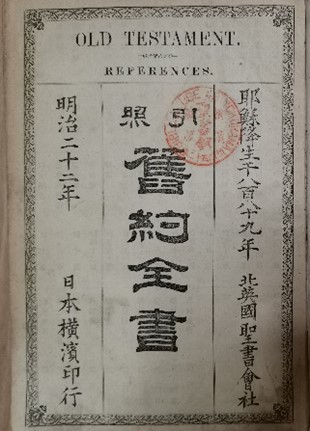 OLD TESTAMENT.
REFERENCES.
耶蘇降生千八百八十九年
北英國聖書會社
引照
舊約全書
明治二十二年
日本橫濱印行